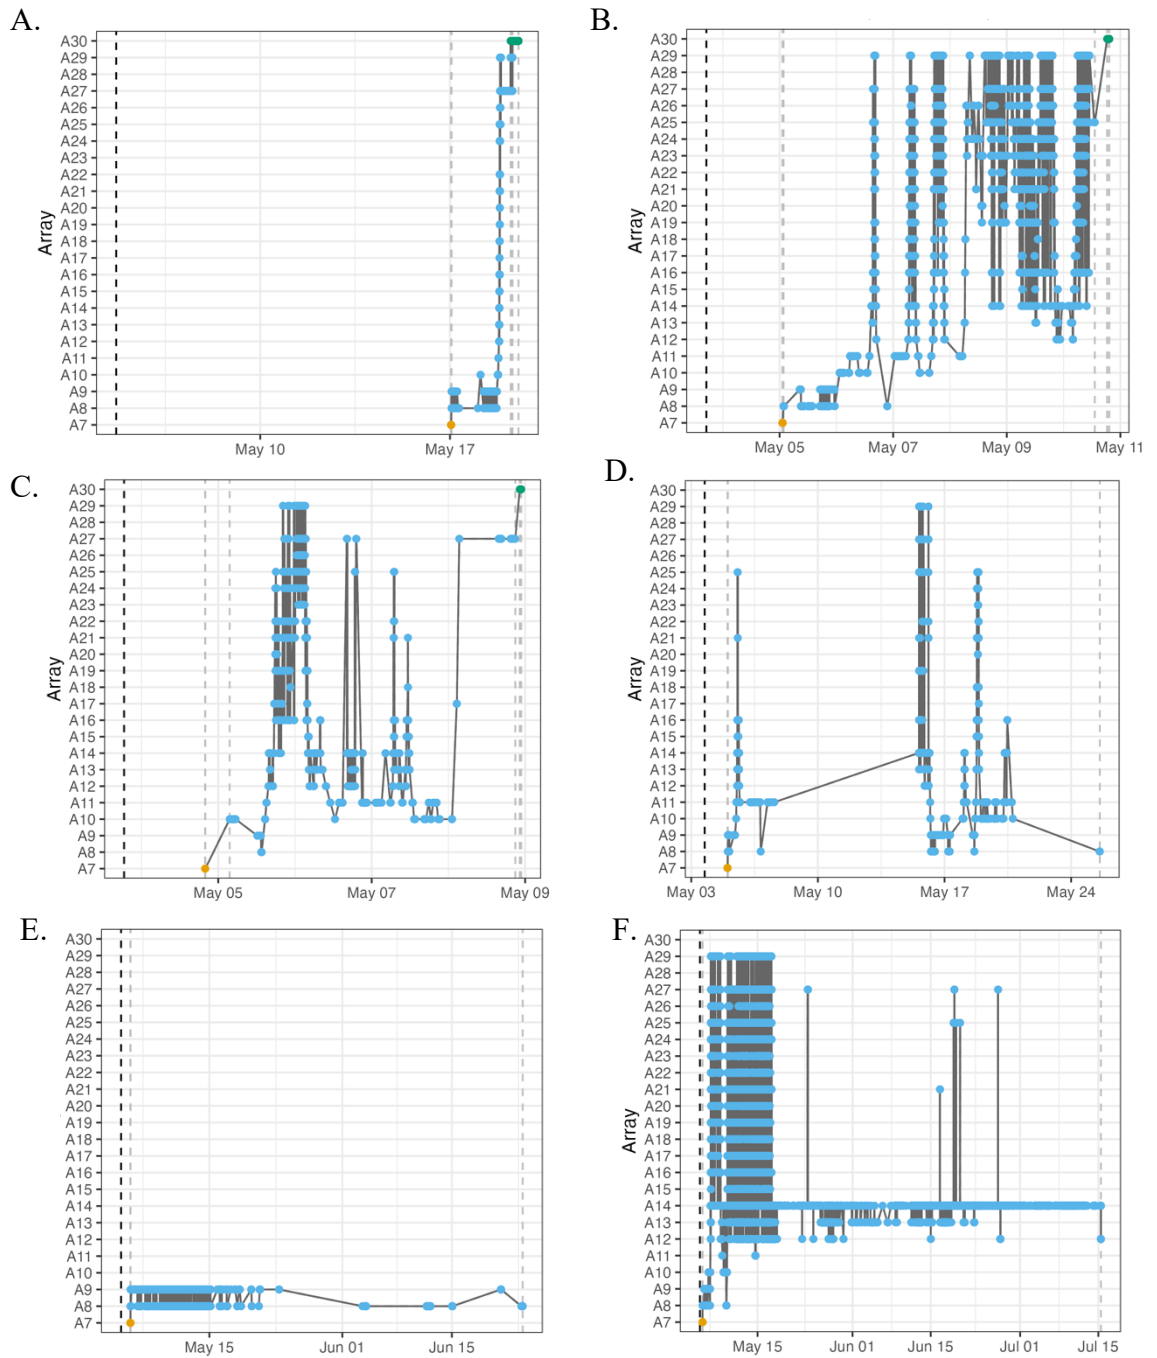 A.
Array
A30
A29
A28
A27
A26
A25
A24
A23
A22
A21
A20
A19
A18
A17
A16
A15
A14
A13
A12
A11
A10
A9
A8
A7
May 10 May 17
B.
Array
A30
A29
A28
A27
A26
A25
A24
A23
A22
A21
A20
A19
A18
A17
A16
A15
A14
A13
A12
A11
A10
A9
A8
A7
May 05 May 07 May 09 May 11
C.
Array
A30
A29
A28
A27
A26
A25
A24
A23
A22
A21
A20
A19
A18
A17
A16
A15
A14
A13
A12
A11
A10
A9
A8
A7
May 05 May 07 May 09
D.
Array
A30
A29
A28
A27
A26
A25
A24
A23
A22
A21
A20
A19
A18
A17
A16
A15
A14
A13
A12
A11
A10
A9
A8
A7
May 03 May 10 May 17 May 24
E.
A30
A29
A28
A27
A26
A25
A24
A23
A22
A21
A20
A19
A18
A17
A16
A15
A14
A13
A12
A11
A10
A9
A8
A7
May 15 Jun 01 Jun 15
F.
Array
A30
A29
A28
A27
A26
A25
A24
A23
A22
A21
A20
A19
A18
A17
A16
A15
A14
A13
A12
A11
A10
A9
A8
A7
May 15 Jun 01 Jun 15 Jul 01 Jul 15